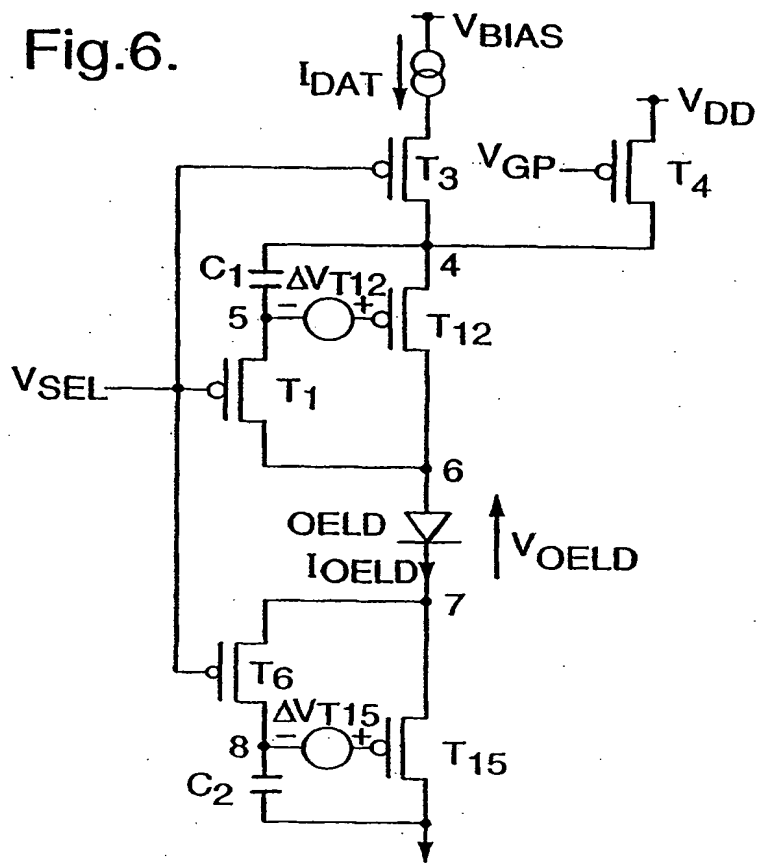 Fig.6.
VBIAS
IDAT
VDD
T3
VGP
T4
4
C1
ΔVT12
5
- +
T12
VSEL
T1
6
OELD
VOELD
IOELD
7
T6
ΔVT15
8
- +
T15
C2